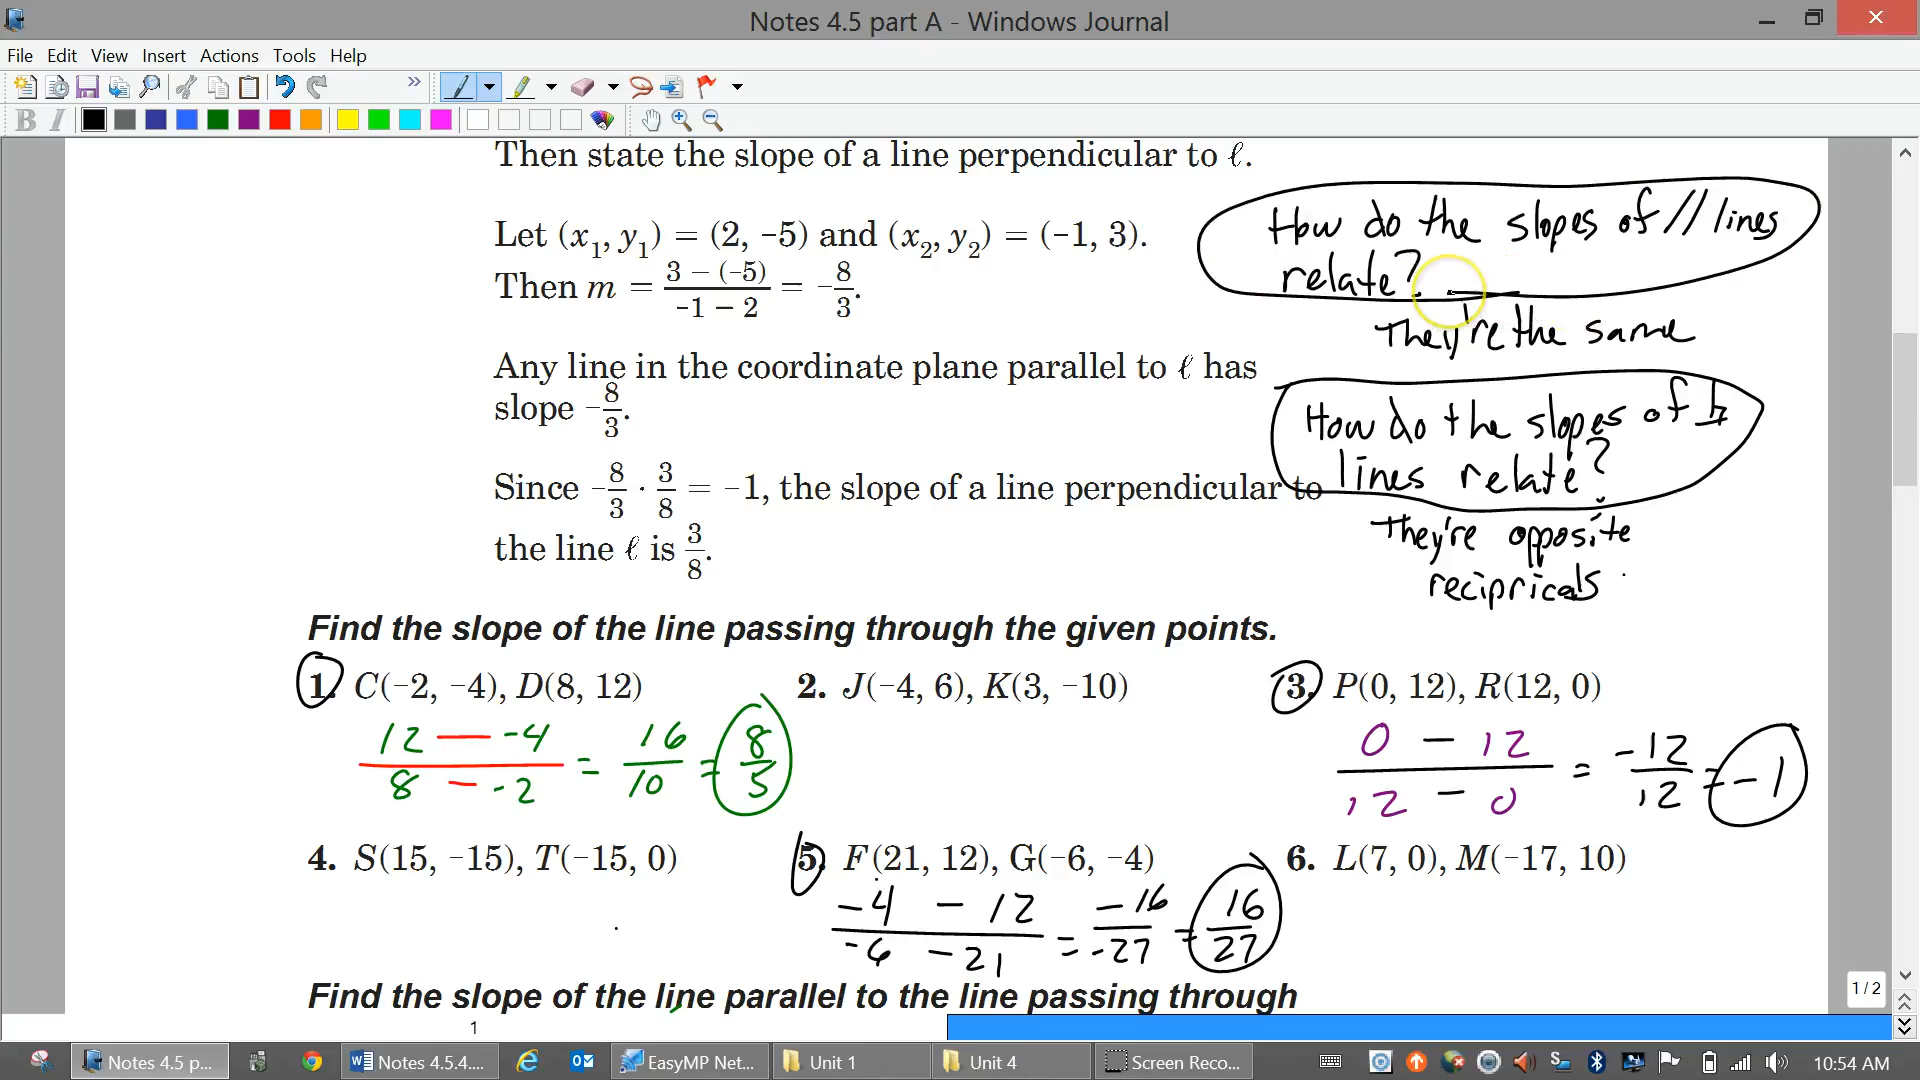 Notes 4.5 part A - Windows Journal
File Edit View Insert Actions Tools Help
B I
Then state the slope of a line perpendicular to ℓ.
Let (x₁, y₁) = (2, -5) and (x₂, y₂) = (-1, 3).
Then m = 3 - (-5) / -1 - 2 = -8/3.
Any line in the coordinate plane parallel to ℓ has
slope -8/3.
Since -8/3 · 3/8 = -1, the slope of a line perpendicular to
the line ℓ is 3/8.
How do the slopes of // lines
relate?
They're the same
How do the slopes of ⊥
lines relate?
They're opposite
recipricals
Find the slope of the line passing through the given points.
1. C(-2, -4), D(8, 12)
12 - -4 / 8 - -2 = 16/10 = 8/5
2. J(-4, 6), K(3, -10)
3. P(0, 12), R(12, 0)
0 - 12 / 12 - 0 = -12/12 = -1
4. S(15, -15), T(-15, 0)
5. F(21, 12), G(-6, -4)
-4 - 12 / -6 - 21 = -16/-27 = 16/27
6. L(7, 0), M(-17, 10)
Find the slope of the line parallel to the line passing through
1
1 / 2
Notes 4.5 p...
Notes 4.5.4....
EasyMP Net...
Unit 1
Unit 4
Screen Reco...
10:54 AM